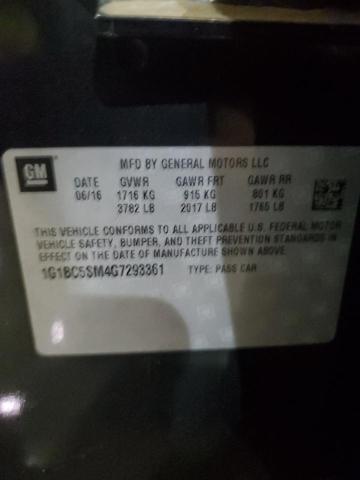 GM
MFD BY GENERAL MOTORS LLC
DATE GVWR GAWR FRT GAWR RR
06/16 1716 KG 915 KG 801 KG
3782 LB 2017 LB 1765 LB
THIS VEHICLE CONFORMS TO ALL APPLICABLE U.S. FEDERAL MOTOR
VEHICLE SAFETY, BUMPER, AND THEFT PREVENTION STANDARDS
IN EFFECT ON THE DATE OF MANUFACTURE SHOWN ABOVE.
1G1BC5SM4G7293361 TYPE: PASS CAR